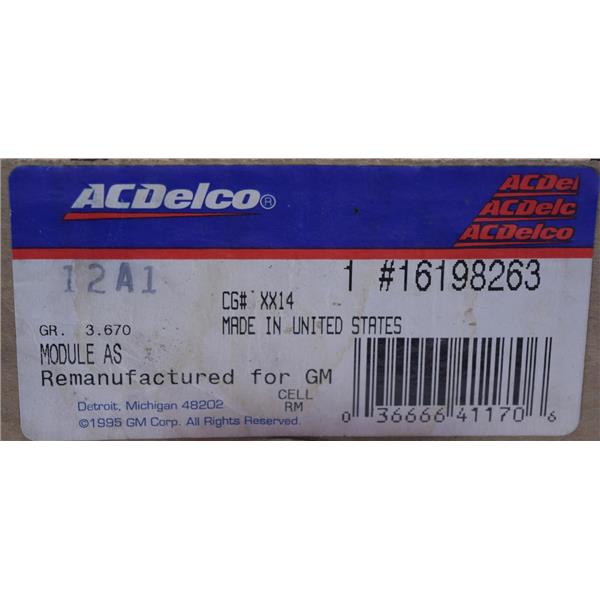 ACDelco®
ACDel
ACDelc
ACDelco
12A1
1 #16198263
CG# XX14
GR. 3.670
MADE IN UNITED STATES
MODULE AS
Remanufactured for GM
CELL
RM
Detroit, Michigan 48202
©1995 GM Corp. All Rights Reserved.
0 36666 41170 6